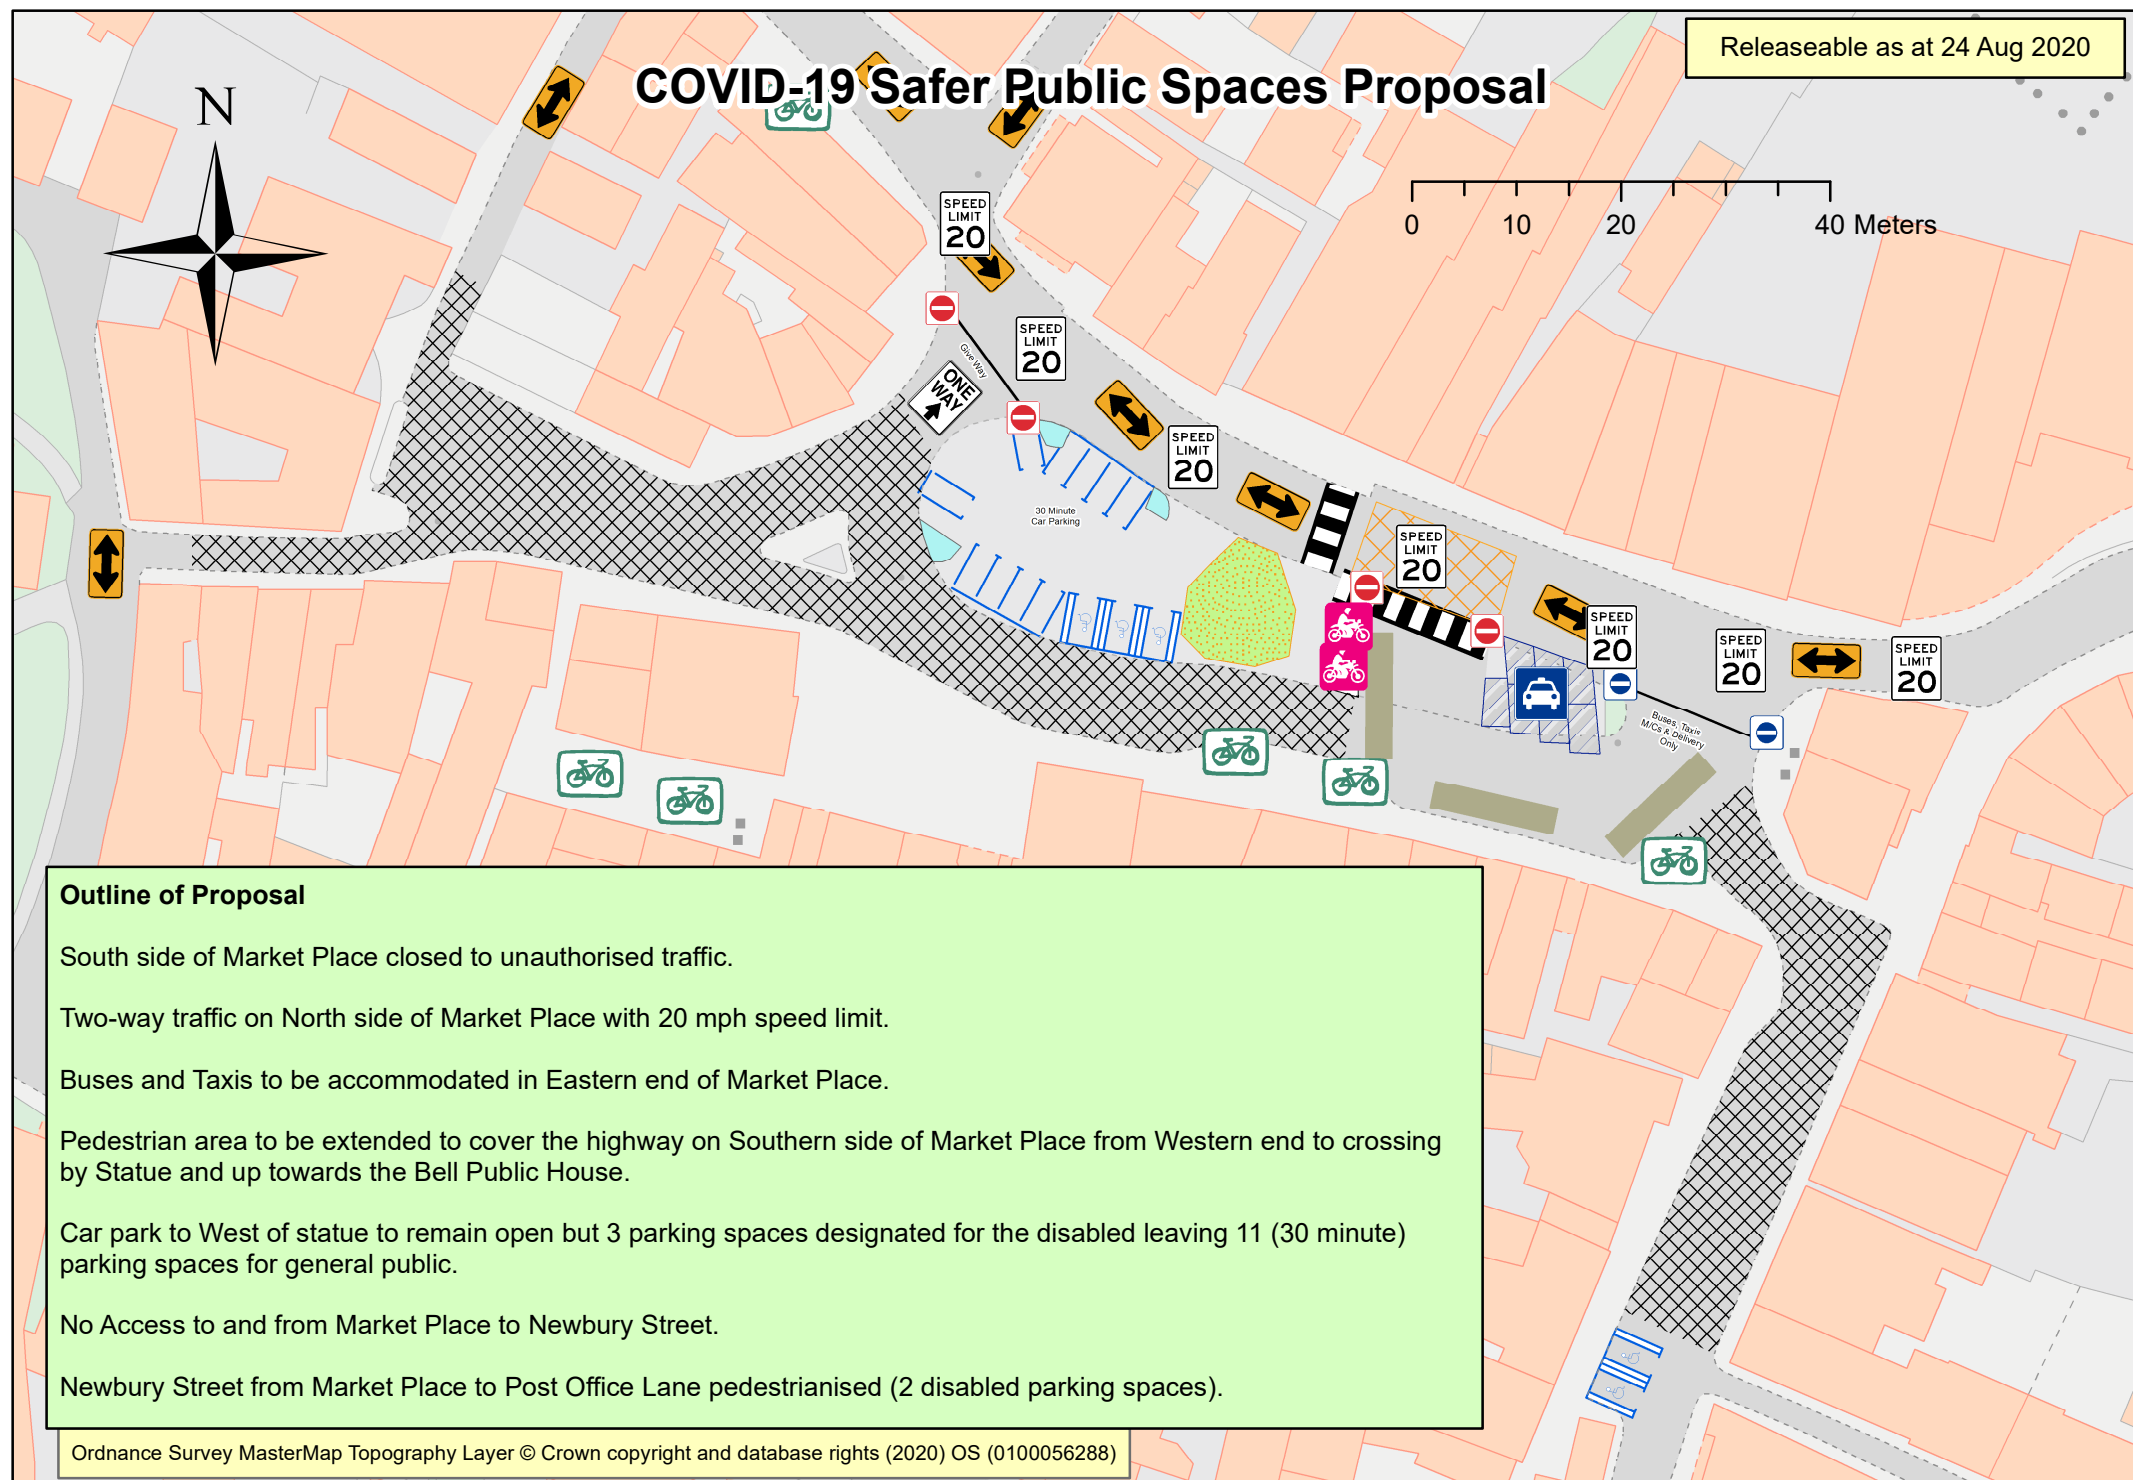 Releaseable as at 24 Aug 2020
COVID-19 Safer Public Spaces Proposal
N
0 10 20 40 Meters
SPEED
LIMIT
20
SPEED
LIMIT
20
Give Way
ONE
WAY
SPEED
LIMIT
20
30 Minute
Car Parking
SPEED
LIMIT
20
SPEED
LIMIT
20
SPEED
LIMIT
20
SPEED
LIMIT
20
Buses, Taxis
M/Cs & Delivery
Only
Outline of Proposal
South side of Market Place closed to unauthorised traffic.
Two-way traffic on North side of Market Place with 20 mph speed limit.
Buses and Taxis to be accommodated in Eastern end of Market Place.
Pedestrian area to be extended to cover the highway on Southern side of Market Place from Western end to crossing
by Statue and up towards the Bell Public House.
Car park to West of statue to remain open but 3 parking spaces designated for the disabled leaving 11 (30 minute)
parking spaces for general public.
No Access to and from Market Place to Newbury Street.
Newbury Street from Market Place to Post Office Lane pedestrianised (2 disabled parking spaces).
Ordnance Survey MasterMap Topography Layer © Crown copyright and database rights (2020) OS (0100056288)